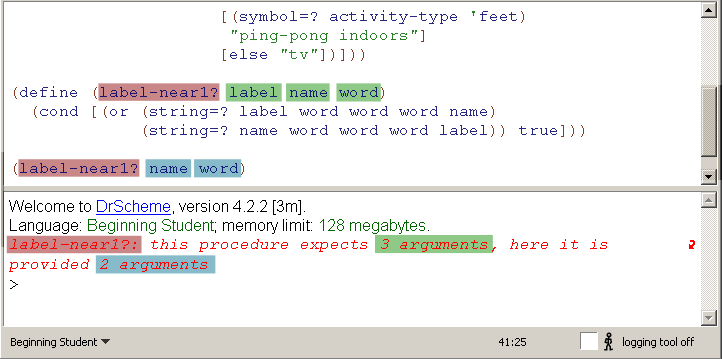 [(symbol=? activity-type 'feet)
"ping-pong indoors"]
[else "tv"])]))
(define (label-near1? label name word)
(cond [(or (string=? label word word word name)
(string=? name word word word label)) true]))
(label-near1? name word)
Welcome to DrScheme, version 4.2.2 [3m].
Language: Beginning Student; memory limit: 128 megabytes.
label-near1?: this procedure expects 3 arguments, here it is
provided 2 arguments
>
Beginning Student 41:25 logging tool off